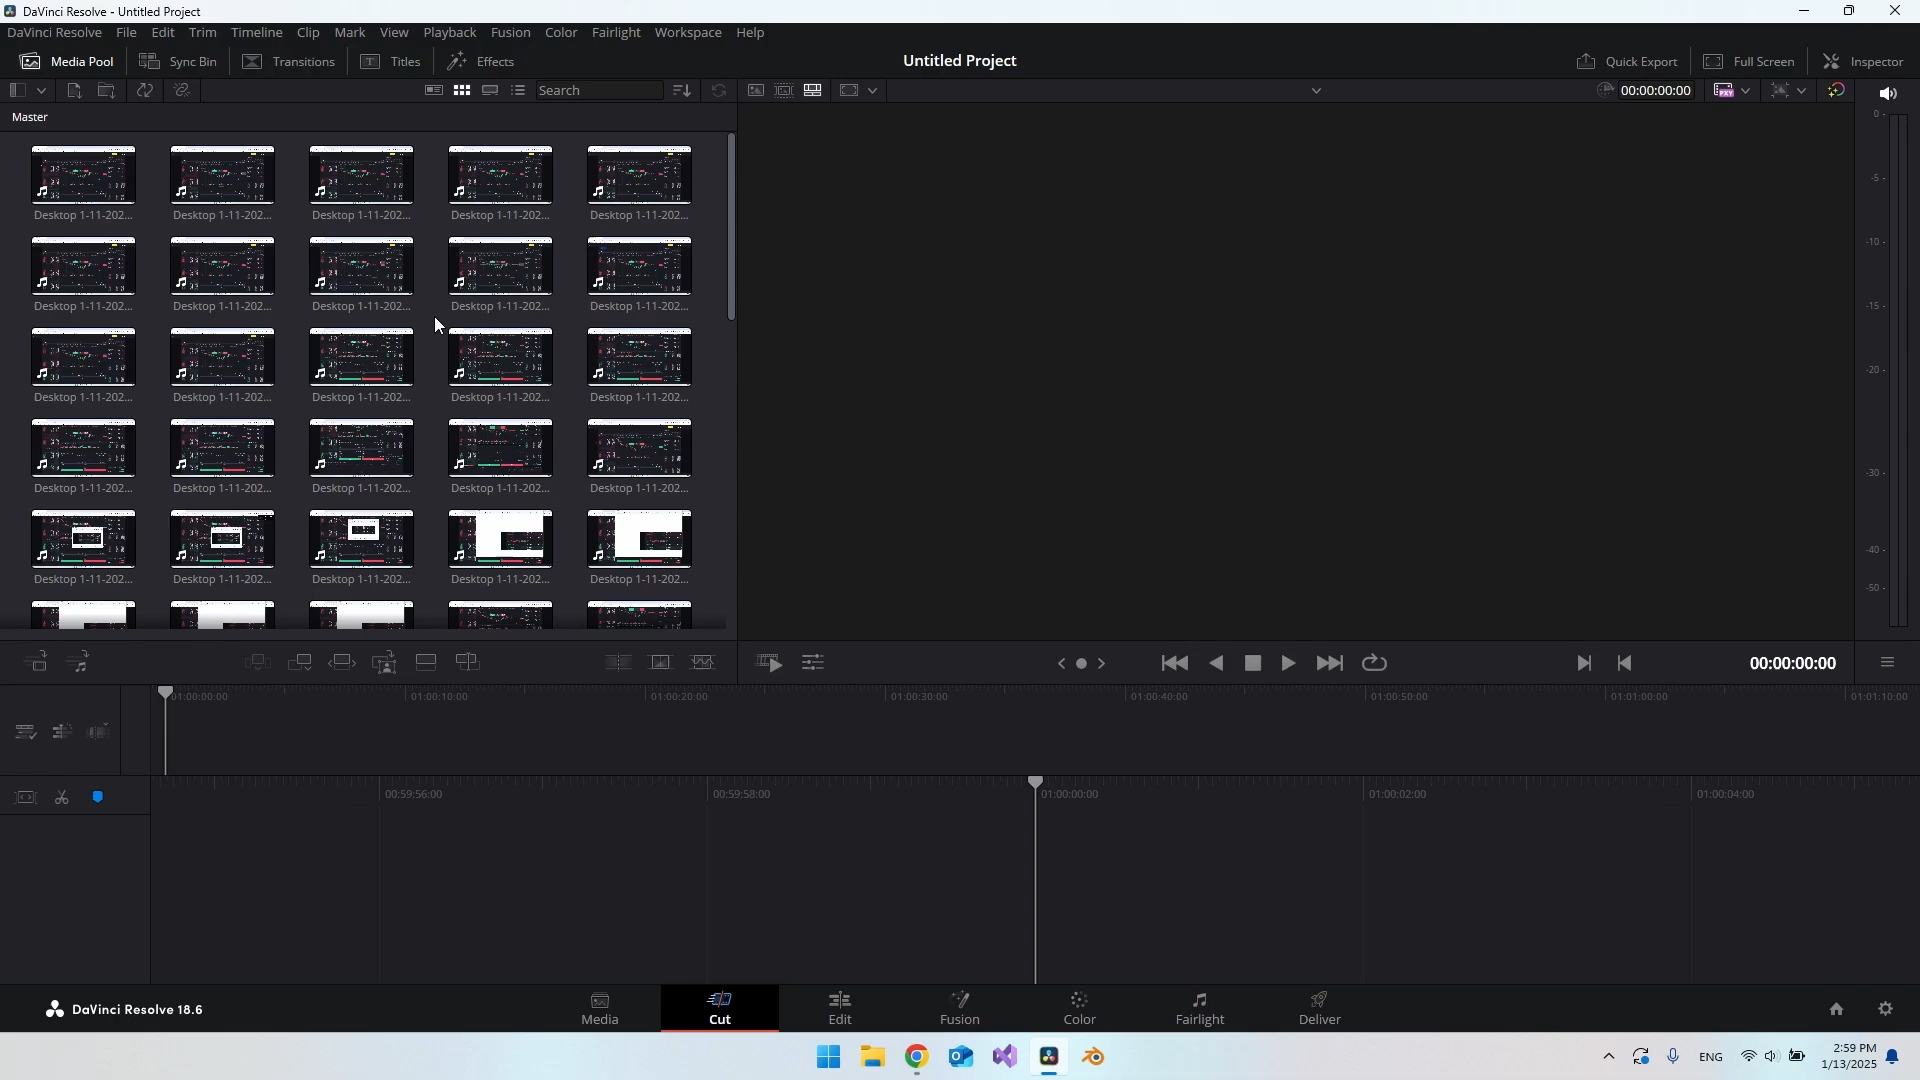 DaVinci Resolve - Untitled Project
DaVinci Resolve File Edit Trim Timeline Clip Mark View Playback Fusion Color Fairlight Workspace Help
Media Pool Sync Bin Transitions Titles Effects Untitled Project Quick Export Full Screen Inspector
Search PXY 00:00:00:00
Master
0 -
-5 -
-10 -
-15 -
-20 -
-30 -
-40 -
-50 -
Desktop 1-11-202... Desktop 1-11-202... Desktop 1-11-202... Desktop 1-11-202... Desktop 1-11-202...
Desktop 1-11-202... Desktop 1-11-202... Desktop 1-11-202... Desktop 1-11-202... Desktop 1-11-202...
Desktop 1-11-202... Desktop 1-11-202... Desktop 1-11-202... Desktop 1-11-202... Desktop 1-11-202...
Desktop 1-11-202... Desktop 1-11-202... Desktop 1-11-202... Desktop 1-11-202... Desktop 1-11-202...
Desktop 1-11-202... Desktop 1-11-202... Desktop 1-11-202... Desktop 1-11-202... Desktop 1-11-202...
00:00:00:00
01:00:00:00 01:00:10:00 01:00:20:00 01:00:30:00 01:00:40:00 01:00:50:00 01:01:00:00 01:01:10:00
00:59:56:00 00:59:58:00 01:00:00:00 01:00:02:00 01:00:04:00
DaVinci Resolve 18.6 Media Cut Edit Fusion Color Fairlight Deliver
ENG 2:59 PM
1/13/2025